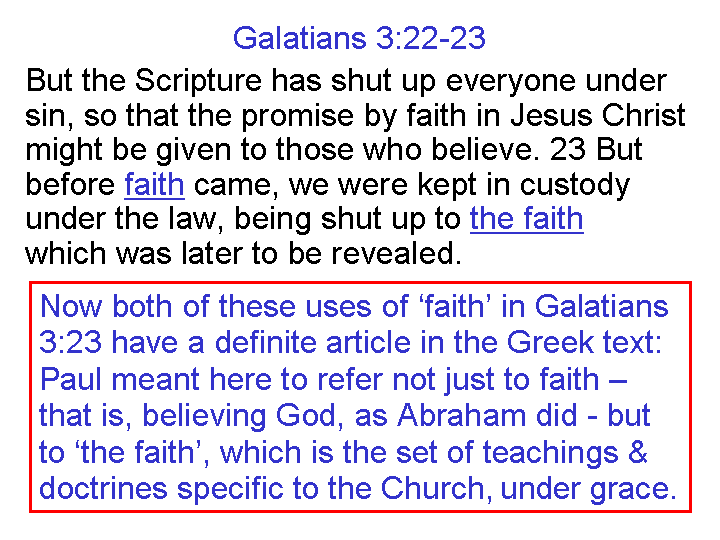 Galatians 3:22-23
But the Scripture has shut up everyone under
sin, so that the promise by faith in Jesus Christ
might be given to those who believe. 23 But
before faith came, we were kept in custody
under the law, being shut up to the faith
which was later to be revealed.
Now both of these uses of ‘faith’ in Galatians
3:23 have a definite article in the Greek text:
Paul meant here to refer not just to faith –
that is, believing God, as Abraham did - but
to ‘the faith’, which is the set of teachings &
doctrines specific to the Church, under grace.